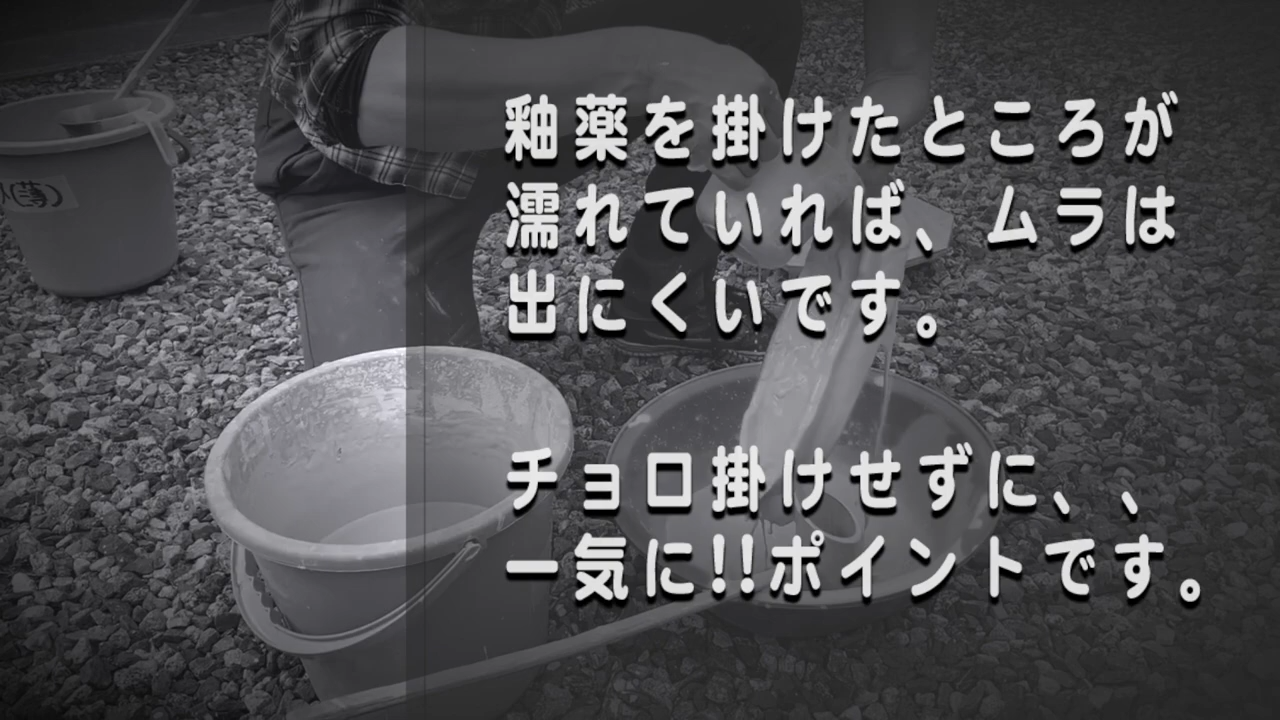 釉薬を掛けたところが
濡れていれば、ムラは
出にくいです。
チョロ掛けせずに、、
一気に!!ポイントです。